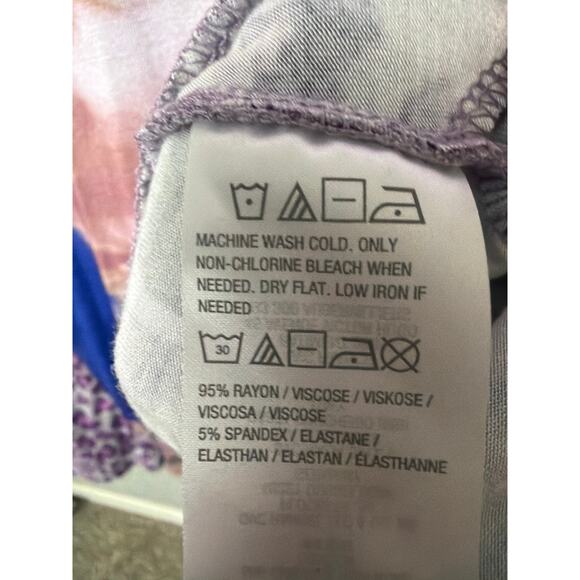 MACHINE WASH COLD. ONLY
NON-CHLORINE BLEACH WHEN
NEEDED. DRY FLAT. LOW IRON IF
NEEDED
30
95% RAYON / VISCOSE / VISKOSE /
VISCOSA / VISCOSE
5% SPANDEX / ELASTANE /
ELASTHAN / ELASTAN / ÉLASTHANNE